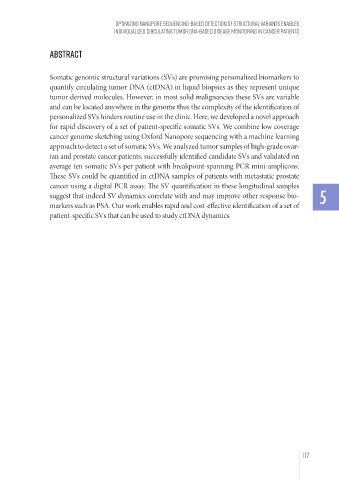 OPTIMIZING NANOPORE SEQUENCING-BASED DETECTION OF STRUCTURAL VARIANTS ENABLES
INDIVIDUALIZED CIRCULATING TUMOR DNA-BASED DISEASE MONITORING IN CANCER PATIENTS
ABSTRACT
Somatic genomic structural variations (SVs) are promising personalized biomarkers to
quantify circulating tumor DNA (ctDNA) in liquid biopsies as they represent unique
tumor derived molecules. However, in most solid malignancies these SVs are variable
and can be located anywhere in the genome thus the complexity of the identification of
personalized SVs hinders routine use in the clinic. Here, we developed a novel approach
for rapid discovery of a set of patient-specific somatic SVs. We combine low coverage
cancer genome sketching using Oxford Nanopore sequencing with a machine learning
approach to detect a set of somatic SVs. We analyzed tumor samples of high-grade ovar-
ian and prostate cancer patients, successfully identified candidate SVs and validated on
average ten somatic SVs per patient with breakpoint-spanning PCR mini-amplicons.
These SVs could be quantified in ctDNA samples of patients with metastatic prostate
cancer using a digital PCR assay. The SV quantification in these longitudinal samples
suggest that indeed SV dynamics correlate with and may improve other response bio-
markers such as PSA. Our work enables rapid and cost-effective identification of a set of
patient-specific SVs that can be used to study ctDNA dynamics.
5
117